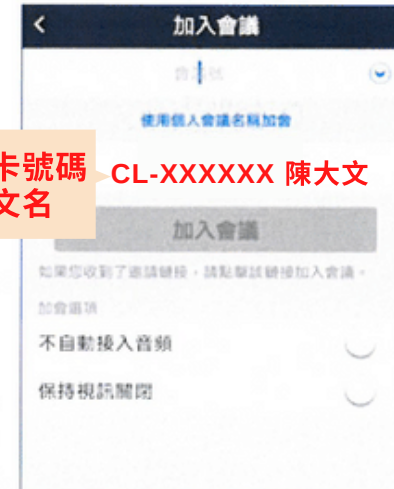 加入會議
會議號
使用個人會議名稱加會
卡號碼
文名
CL-XXXXXX 陳大文
加入會議
如果您收到了邀請鏈接，請點擊該鏈接加入會議。
加會選項
不自動接入音頻
保持視訊關閉